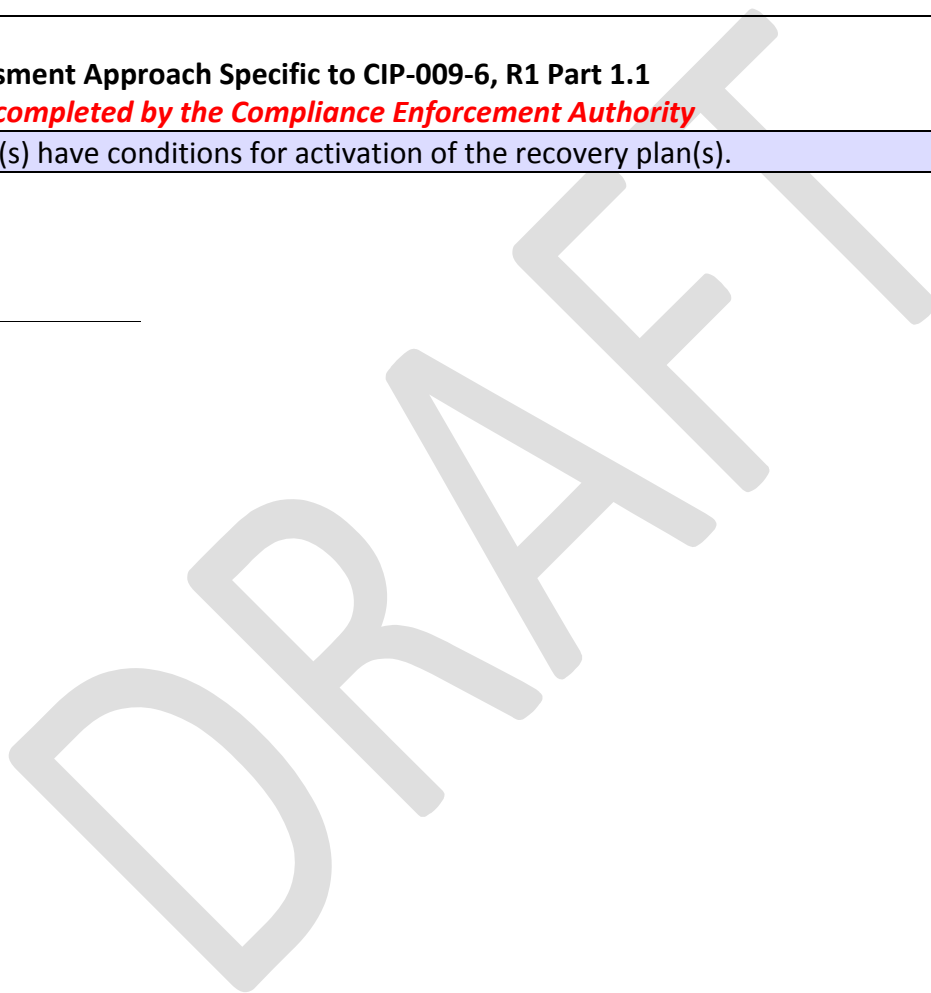 sment Approach Specific to CIP-009-6, R1 Part 1.1
completed by the Compliance Enforcement Authority
(s) have conditions for activation of the recovery plan(s).
DRAFT